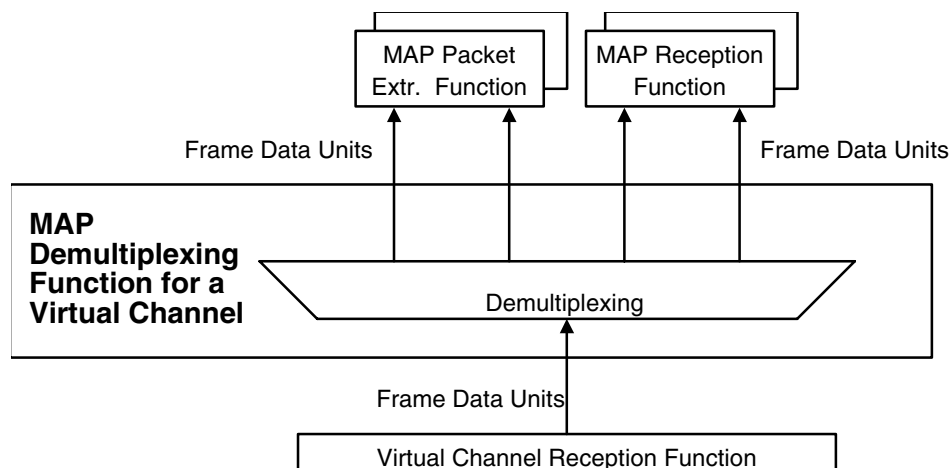 MAP Packet
Extr. Function
MAP Reception
Function
Frame Data Units
Frame Data Units
MAP
Demultiplexing
Function for a
Virtual Channel
Demultiplexing
Frame Data Units
Virtual Channel Reception Function